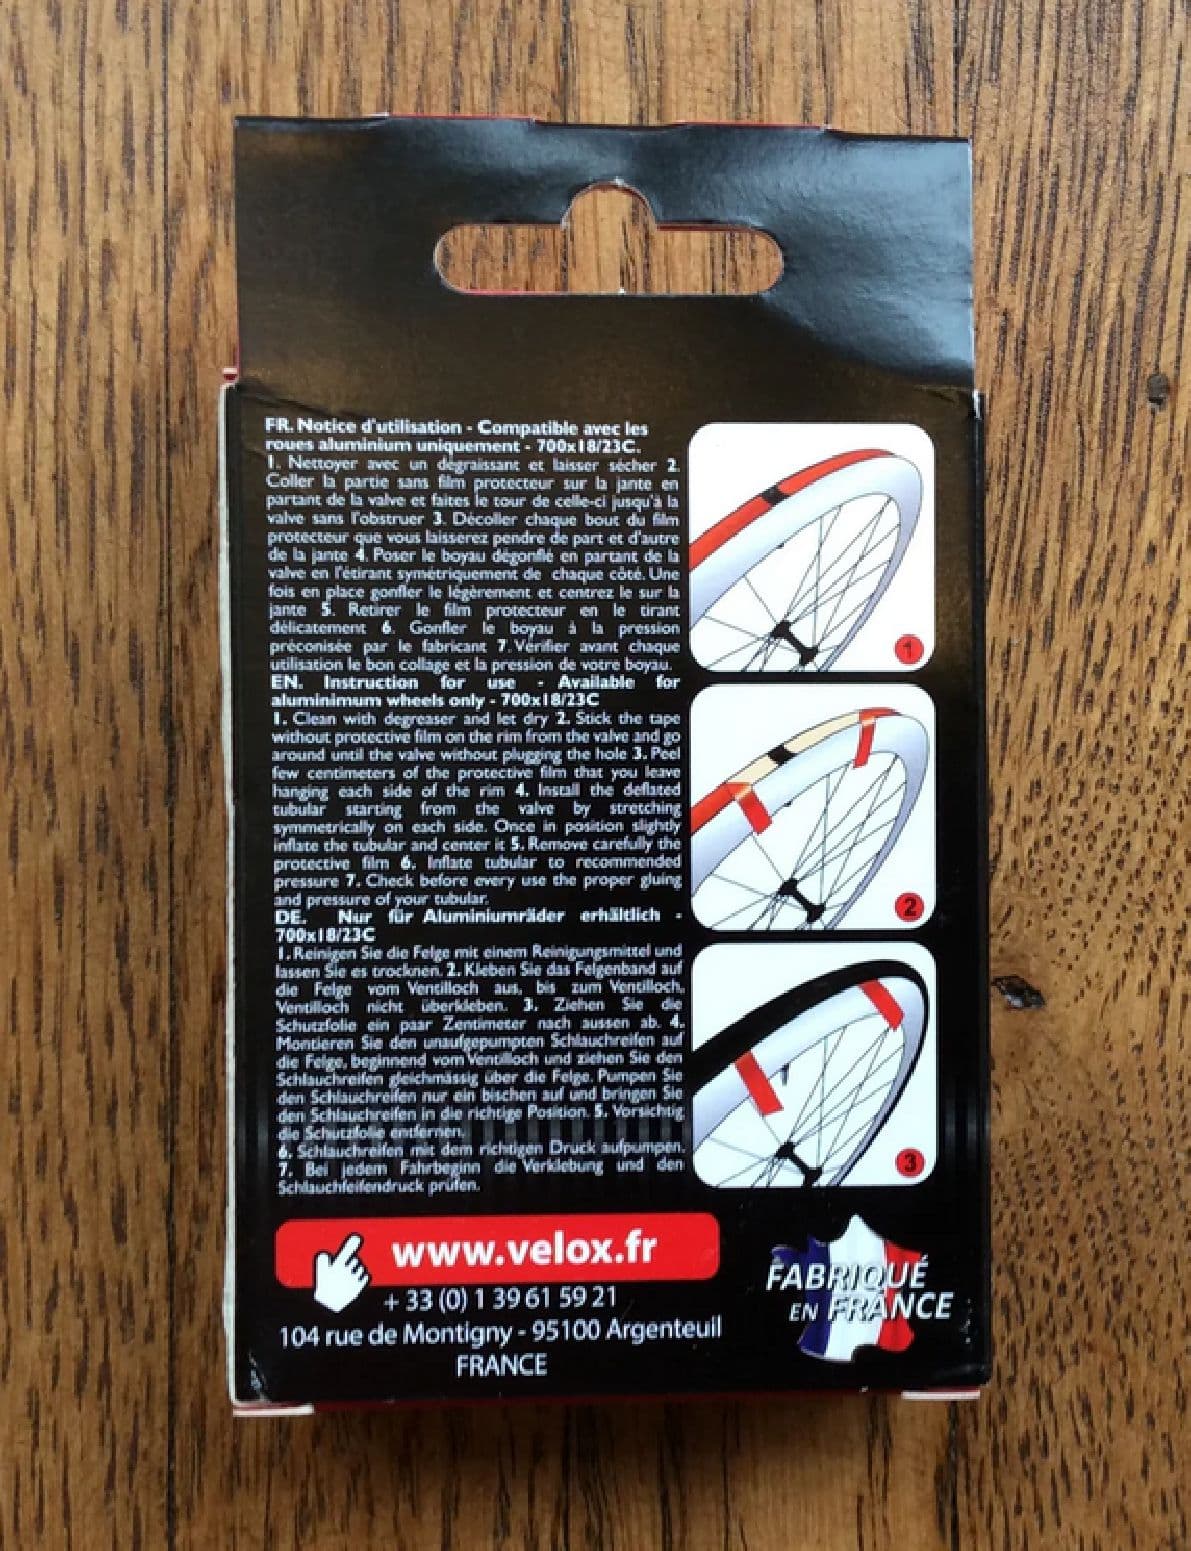 FR. Notice d'utilisation - Compatible avec les
roues aluminium uniquement - 700x18/23C.
1. Nettoyer avec un dégraissant et laisser sécher 2.
Coller la partie sans film protecteur sur la jante en
partant de la valve et faites le tour de celle-ci jusqu'à la
valve sans l'obstruer 3. Décoller chaque bout du film
protecteur que vous laisserez pendre de part et d'autre
de la jante 4. Poser le boyau dégonflé en partant de la
valve en l'étirant symétriquement de chaque côté. Une
fois en place gonfler le légèrement et centrez le sur la
jante 5. Retirer le film protecteur en le tirant
délicatement 6. Gonfler le boyau à la pression
préconisée par le fabricant 7. Vérifier avant chaque
utilisation le bon collage et la pression de votre boyau.
EN. Instruction for use - Available for
aluminimum wheels only - 700x18/23C
1. Clean with degreaser and let dry 2. Stick the tape
without protective film on the rim from the valve and go
around until the valve without plugging the hole 3. Peel
few centimeters of the protective film that you leave
hanging each side of the rim 4. Install the deflated
tubular starting from the valve by stretching
symmetrically on each side. Once in position slightly
inflate the tubular and center it 5. Remove carefully the
protective film 6. Inflate tubular to recommended
pressure 7. Check before every use the proper gluing
and pressure of your tubular.
DE. Nur für Aluminiumräder erhältlich -
700x18/23C
1. Reinigen Sie die Felge mit einem Reinigungsmittel und
lassen Sie es trocknen. 2. Kleben Sie das Felgenband auf
die Felge vom Ventilloch aus, bis zum Ventilloch.
Ventilloch nicht überkleben. 3. Ziehen Sie die
Schutzfolie ein paar Zentimeter nach aussen ab. 4.
Montieren Sie den unaufgepumpten Schlauchreifen auf
die Felge, beginnend vom Ventilloch und ziehen Sie den
Schlauchreifen gleichmässig über die Felge. Pumpen Sie
den Schlauchreifen nur ein bischen auf und bringen Sie
den Schlauchreifen in die richtige Position. 5. Vorsichtig
die Schutzfolie entfernen.
6. Schlauchreifen mit dem richtigen Druck aufpumpen.
7. Bei jedem Fahrbeginn die Verklebung und den
Schlauchfeifendruck prüfen.
1
2
3
www.velox.fr
+ 33 (0) 1 39 61 59 21
104 rue de Montigny - 95100 Argenteuil
FRANCE
FABRIQUÉ
EN FRANCE